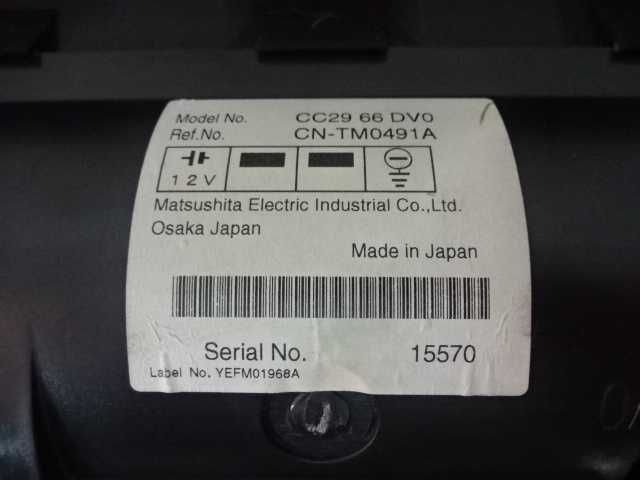 Model No. CC29 66 DV0
Ref.No. CN-TM0491A
12V
Matsushita Electric Industrial Co.,Ltd.
Osaka Japan
Made in Japan
Serial No. 15570
Label No. YEFM01968A